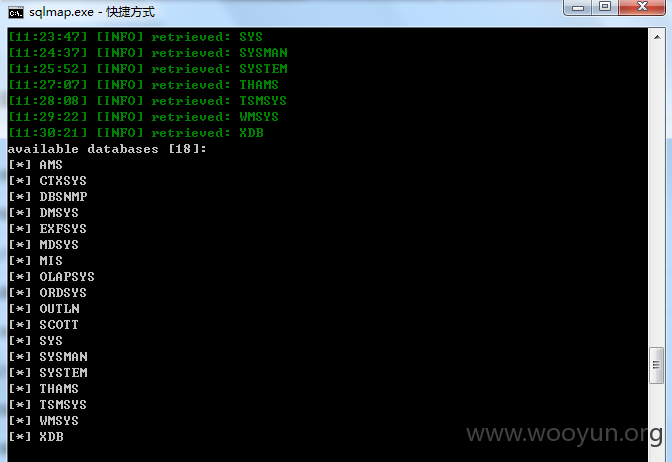 sqlmap.exe - 快捷方式
[11:23:47] [INFO] retrieved: SYS
[11:24:37] [INFO] retrieved: SYSMAN
[11:25:52] [INFO] retrieved: SYSTEM
[11:27:07] [INFO] retrieved: THAMS
[11:28:08] [INFO] retrieved: TSMSYS
[11:29:22] [INFO] retrieved: WMSYS
[11:30:21] [INFO] retrieved: XDB
available databases [18]:
[*] AMS
[*] CTXSYS
[*] DBSNMP
[*] DMSYS
[*] EXFSYS
[*] MDSYS
[*] MIS
[*] OLAPSYS
[*] ORDSYS
[*] OUTLN
[*] SCOTT
[*] SYS
[*] SYSMAN
[*] SYSTEM
[*] THAMS
[*] TSMSYS
[*] WMSYS
[*] XDB
www.wooyun.org